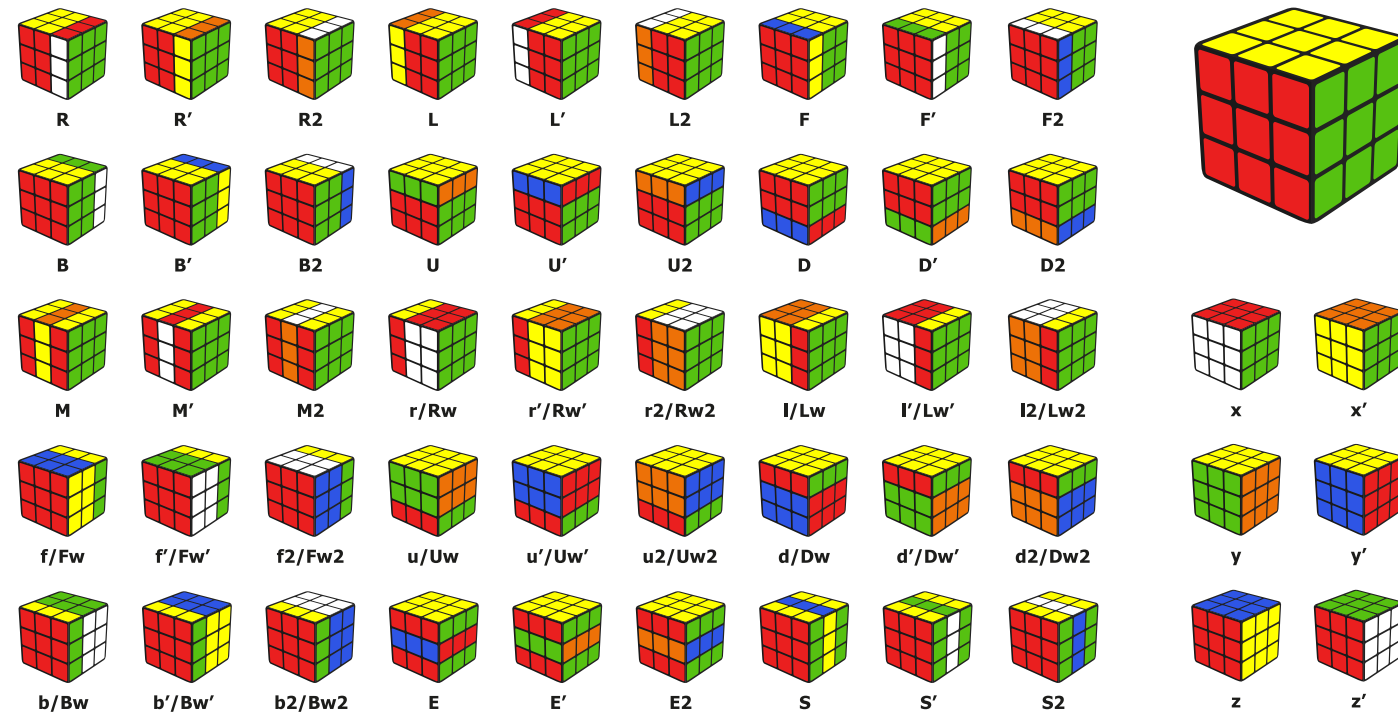 R R′ R2 L L′ L2 F F′ F2
B B′ B2 U U′ U2 D D′ D2
M M′ M2 r/Rw r′/Rw′ r2/Rw2 l/Lw l′/Lw′ l2/Lw2 x x′
f/Fw f′/Fw′ f2/Fw2 u/Uw u′/Uw′ u2/Uw2 d/Dw d′/Dw′ d2/Dw2 y y′
b/Bw b′/Bw′ b2/Bw2 E E′ E2 S S′ S2 z z′